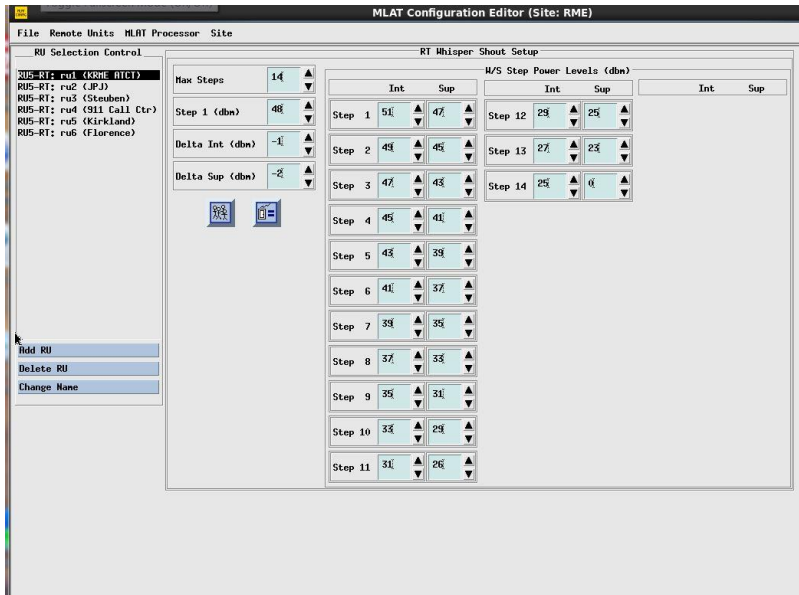 MLAT Configuration Editor (Site: RME)
File Remote Units MLAT Processor Site
RU Selection Control
RU5-RT: ru1 (KRME ATCT)
RU5-RT: ru2 (JPJ)
RU5-RT: ru3 (Steuben)
RU5-RT: ru4 (911 Call Ctr)
RU5-RT: ru5 (Kirkland)
RU5-RT: ru6 (Florence)
Add RU
Delete RU
Change Name
RT Whisper Shout Setup
Max Steps 14
Step 1 (dbm) 48
Delta Int (dbm) -1
Delta Sup (dbm) -2
W/S Step Power Levels (dbm)
Int Sup
Step 1 51 47
Step 2 49 45
Step 3 47 43
Step 4 45 41
Step 5 43 39
Step 6 41 37
Step 7 39 35
Step 8 37 33
Step 9 35 31
Step 10 33 29
Step 11 31 26
Int Sup
Step 12 29 25
Step 13 27 23
Step 14 25 0
Int Sup